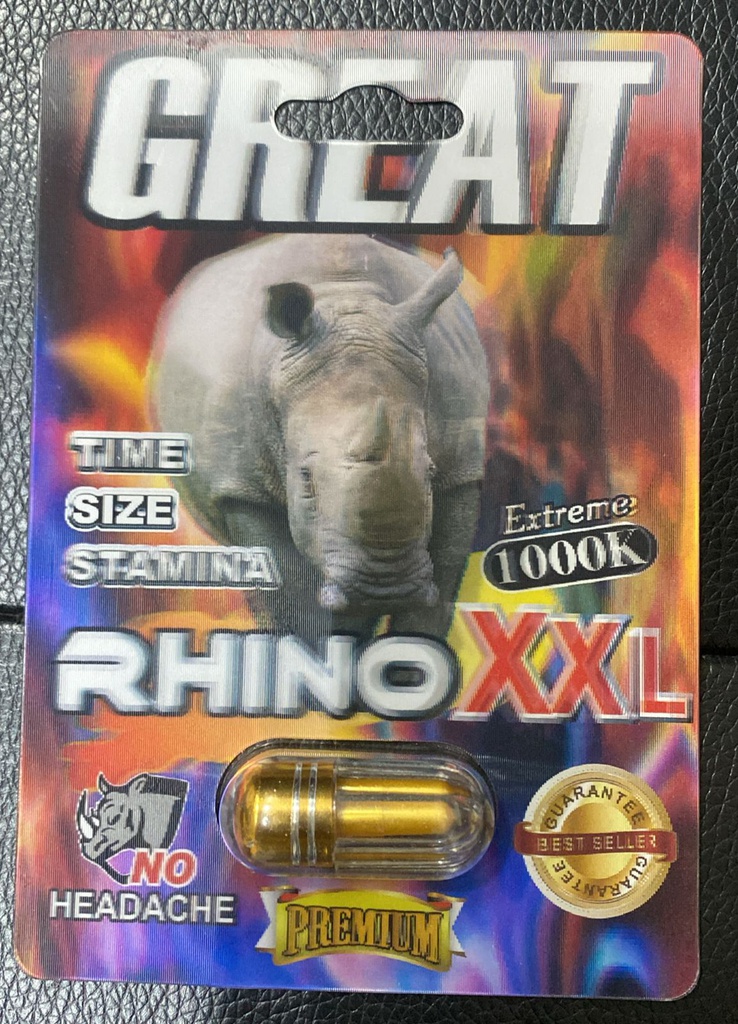 GREAT
TIME
SIZE
STAMINA
Extreme
1000K
RHINO XXL
NO
HEADACHE
PREMIUM
GUARANTEE
BEST SELLER
GUARANTEE